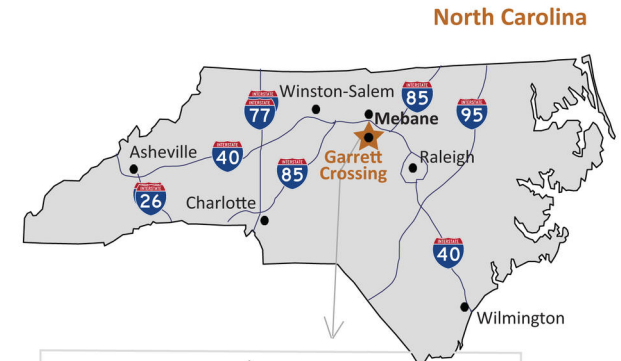 North Carolina
Winston-Salem
INTERSTATE
85
INTERSTATE
INTERSTATE
77
INTERSTATE
95
Mebane
Asheville
INTERSTATE
40
Garrett
Crossing
Raleigh
INTERSTATE
85
INTERSTATE
26
Charlotte
INTERSTATE
40
Wilmington